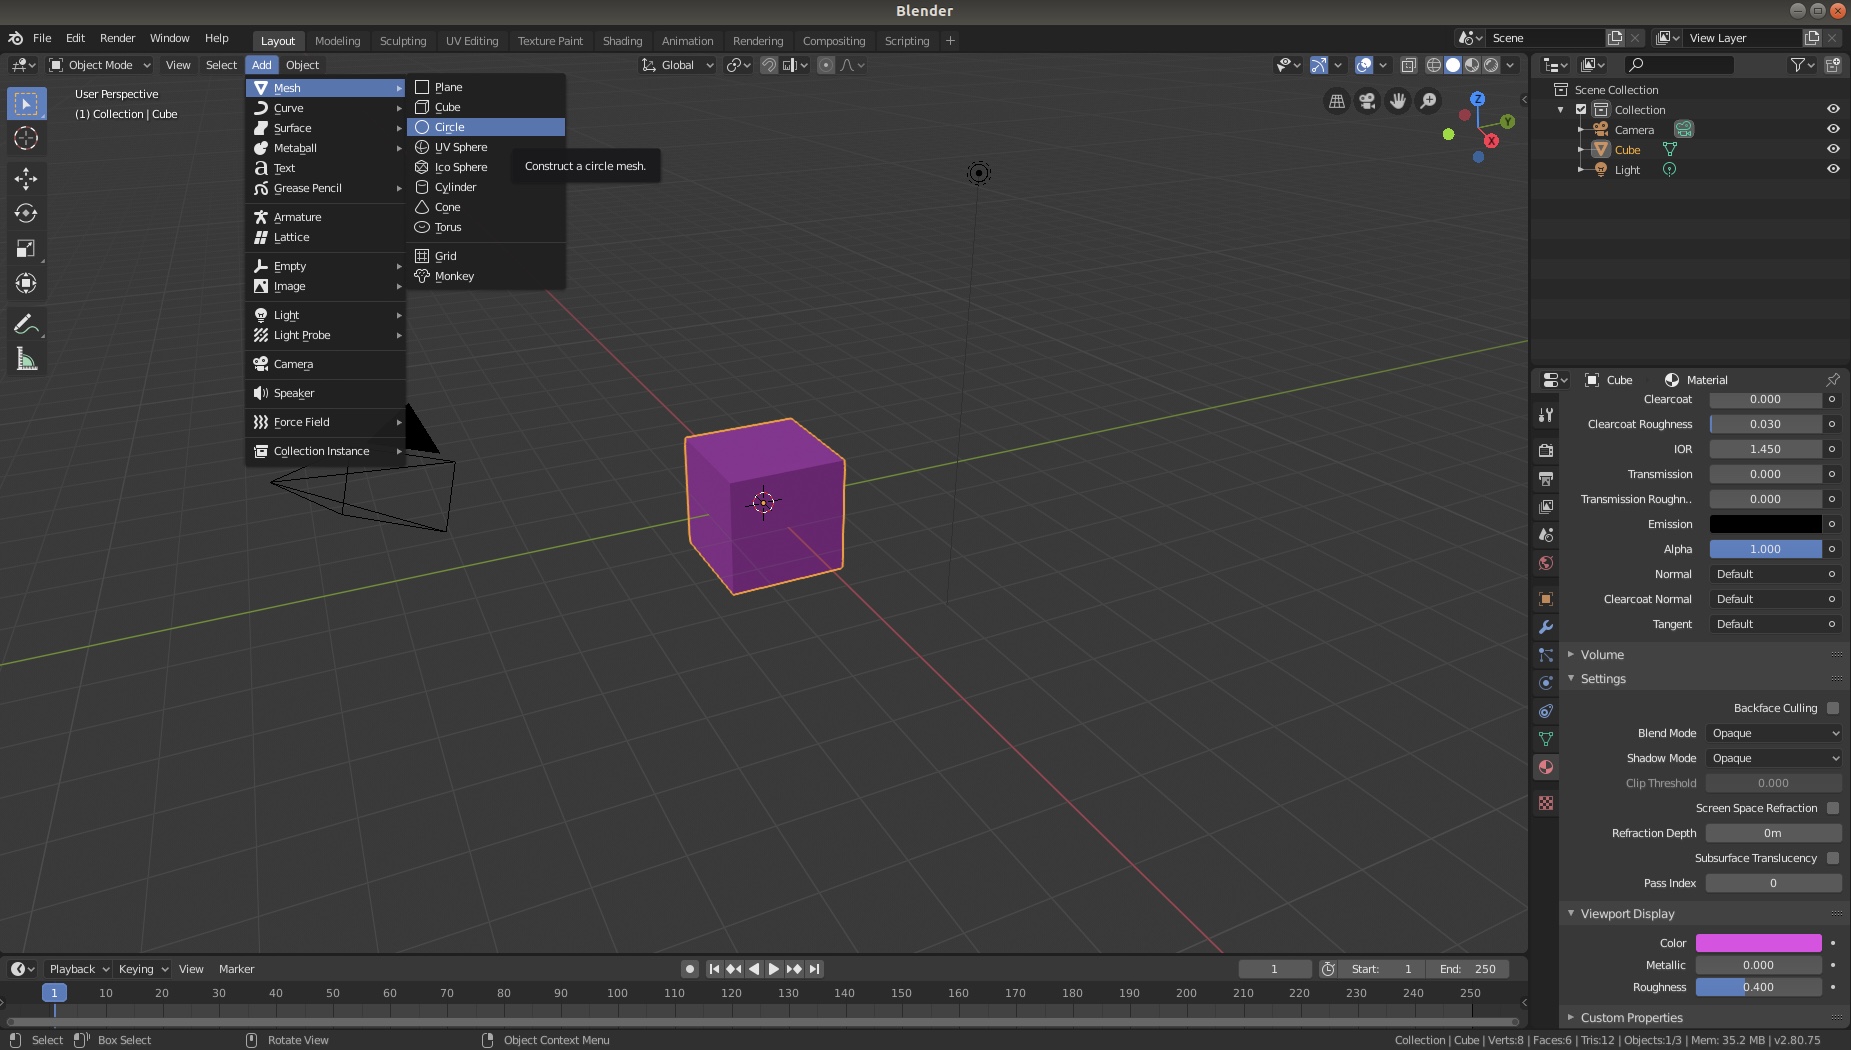 Blender
File Edit Render Window Help Layout Modeling Sculpting UV Editing Texture Paint Shading Animation Rendering Compositing Scripting + Scene View Layer
Object Mode View Select Add Object Global
User Perspective
(1) Collection | Cube
Mesh
Curve
Surface
Metaball
Text
Grease Pencil
Armature
Lattice
Empty
Image
Light
Light Probe
Camera
Speaker
Force Field
Collection Instance
Plane
Cube
Circle
UV Sphere
Ico Sphere
Cylinder
Cone
Torus
Grid
Monkey
Construct a circle mesh.
Z
Y
X
Scene Collection
Collection
Camera
Cube
Light
Cube Material
Clearcoat 0.000
Clearcoat Roughness 0.030
IOR 1.450
Transmission 0.000
Transmission Roughn.. 0.000
Emission
Alpha 1.000
Normal Default
Clearcoat Normal Default
Tangent Default
Volume
Settings
Backface Culling
Blend Mode Opaque
Shadow Mode Opaque
Clip Threshold 0.000
Screen Space Refraction
Refraction Depth 0m
Subsurface Translucency
Pass Index 0
Viewport Display
Color
Metallic 0.000
Roughness 0.400
Custom Properties
Playback Keying View Marker 1 Start: 1 End: 250
1 10 20 30 40 50 60 70 80 90 100 110 120 130 140 150 160 170 180 190 200 210 220 230 240 250
Select Box Select Rotate View Object Context Menu Collection | Cube | Verts:8 | Faces:6 | Tris:12 | Objects:1/3 | Mem: 35.2 MB | v2.80.75